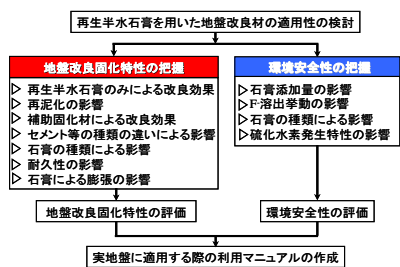 再生半水石膏を用いた地盤改良材の適用性の検討
地盤改良固化特性の把握
再生半水石膏のみによる改良効果
再泥化の影響
補助固化材による改良効果
セメント等の種類の違いによる影響
石膏の種類による影響
耐久性の影響
石膏による膨張の影響
環境安全性の把握
石膏添加量の影響
F溶出挙動の影響
石膏の種類による影響
硫化水素発生特性の影響
地盤改良固化特性の評価
環境安全性の評価
実地盤に適用する際の利用マニュアルの作成